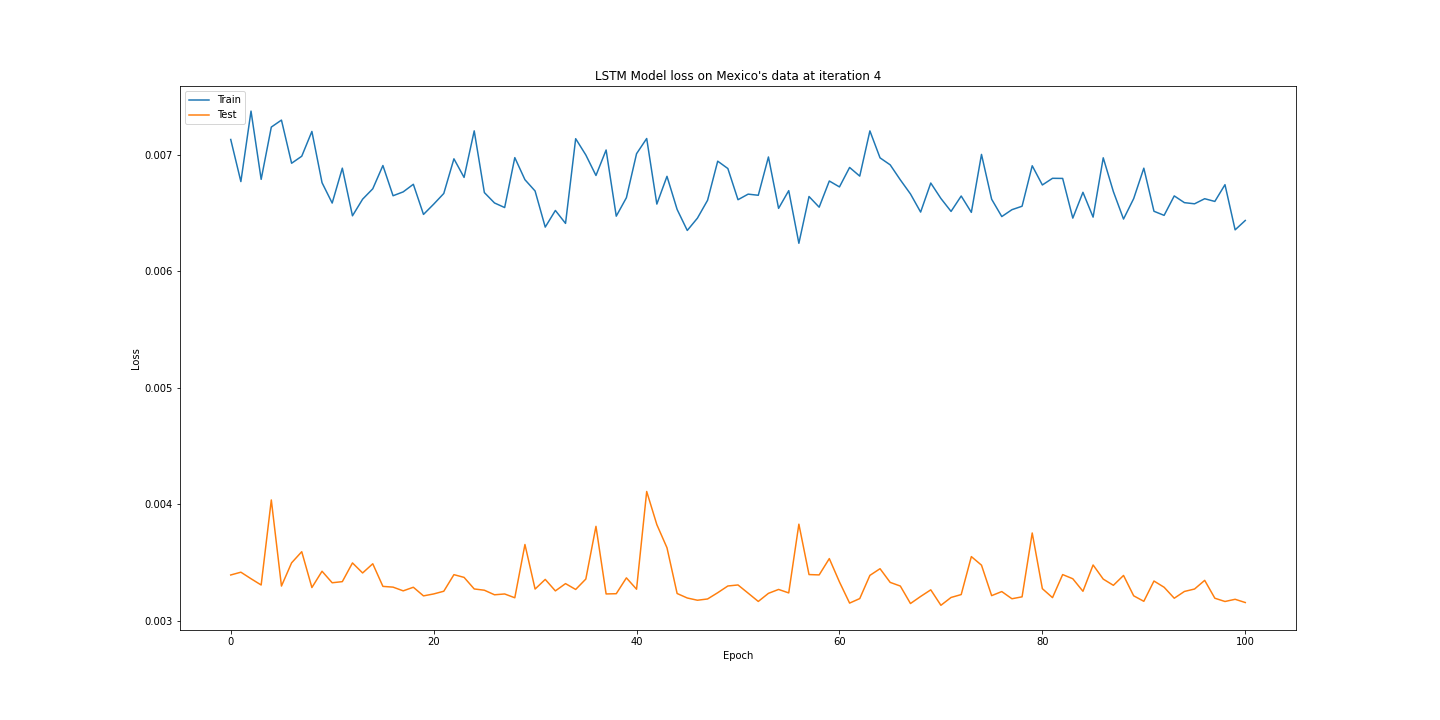 LSTM Model loss on Mexico's data at iteration 4
Train
Test
0.007
0.006
0.005
0.004
0.003
Loss
0 20 40 60 80 100
Epoch